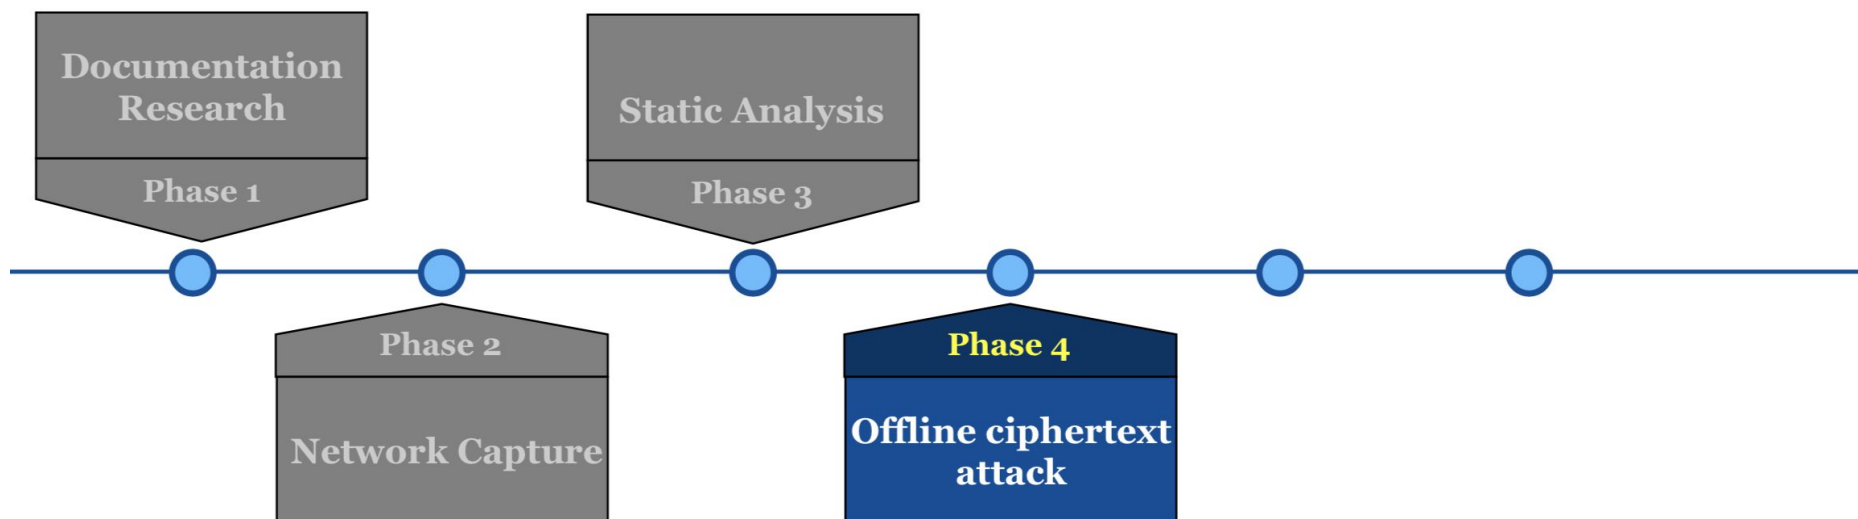 Documentation
Research
Phase 1
Static Analysis
Phase 3
Phase 2
Network Capture
Phase 4
Offline ciphertext
attack